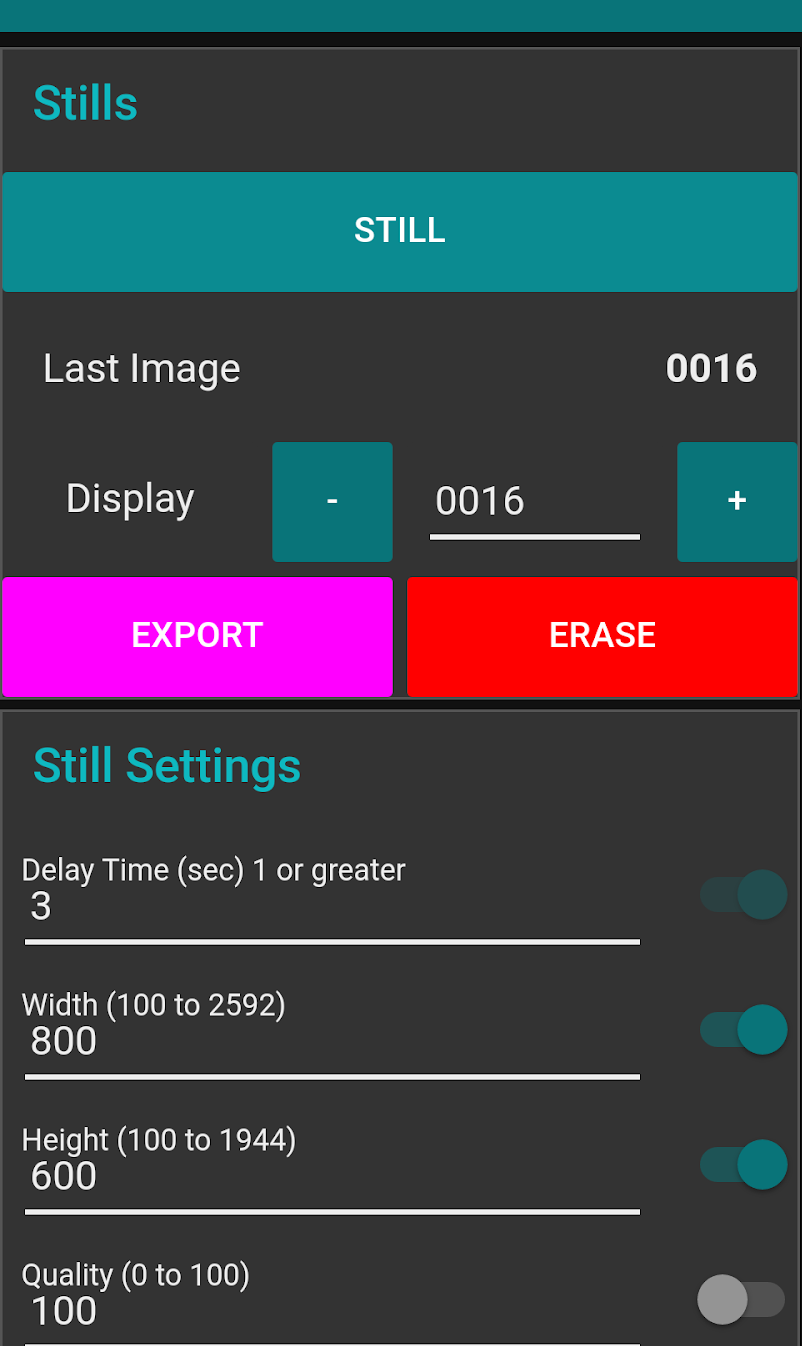 Stills
STILL
Last Image 0016
Display - 0016 +
EXPORT ERASE
Still Settings
Delay Time (sec) 1 or greater
3
Width (100 to 2592)
800
Height (100 to 1944)
600
Quality (0 to 100)
100